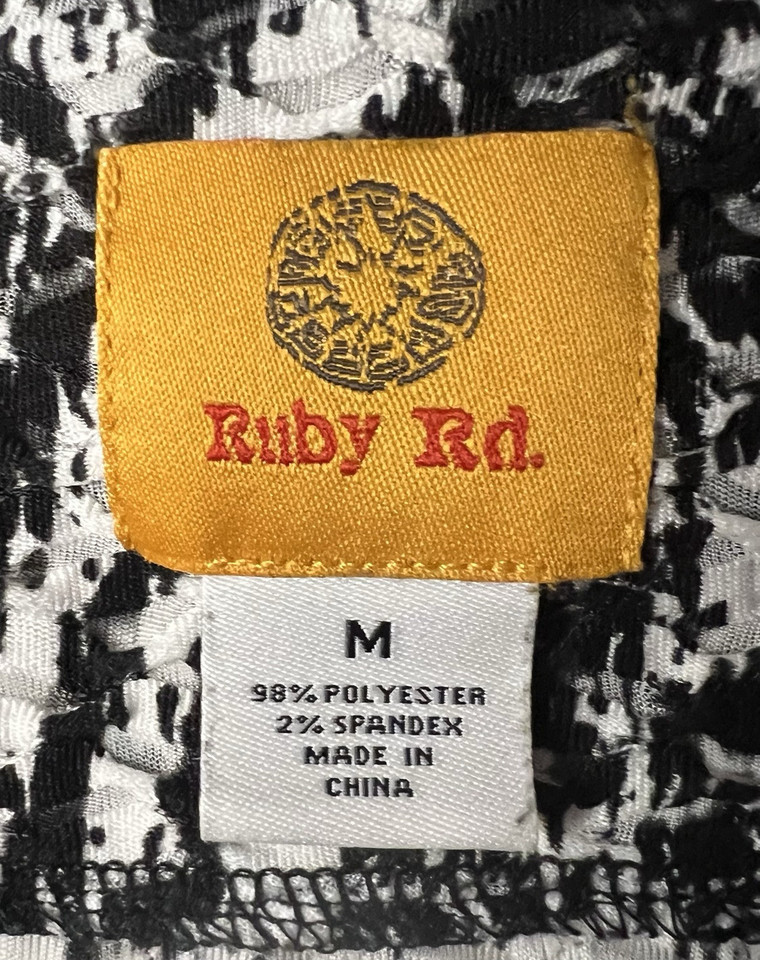 Ruby Rd.
M
98% POLYESTER
2% SPANDEX
MADE IN
CHINA